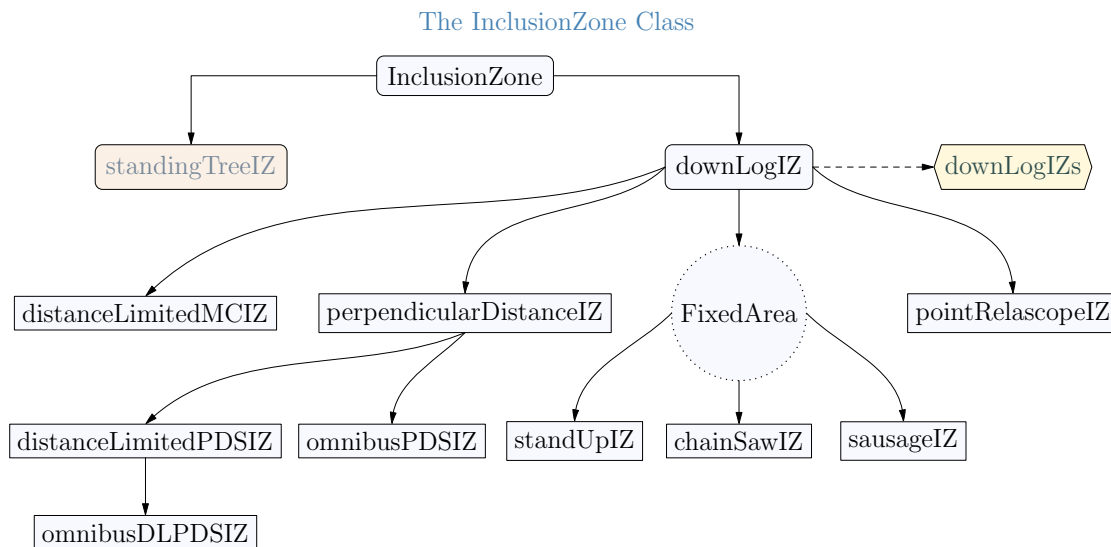 The InclusionZone Class
InclusionZone
standingTreeIZ
downLogIZ
downLogIZs
distanceLimitedMCIZ
perpendicularDistanceIZ
FixedArea
pointRelascopeIZ
distanceLimitedPDSIZ
omnibusPDSIZ
standUpIZ
chainSawIZ
sausageIZ
omnibusDLPDSIZ